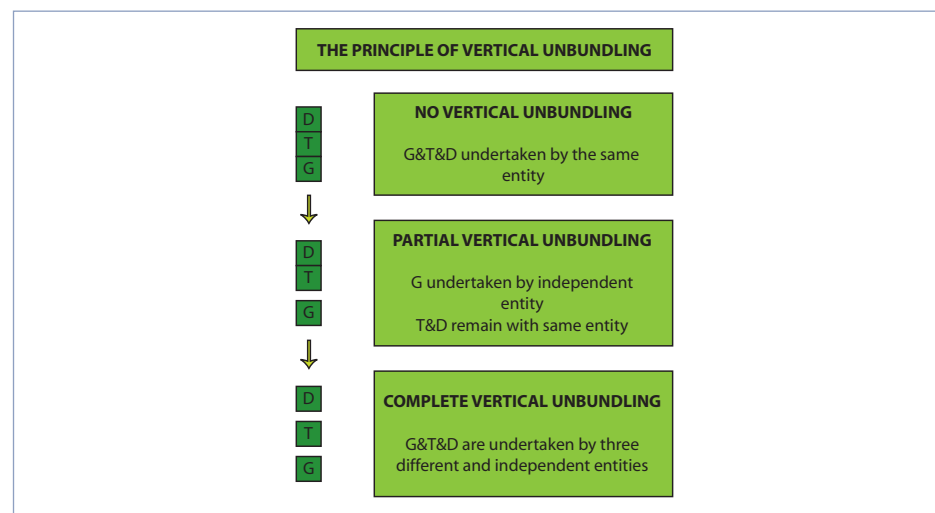 THE PRINCIPLE OF VERTICAL UNBUNDLING
D
T
G
NO VERTICAL UNBUNDLING
G&T&D undertaken by the same
entity
D
T
G
PARTIAL VERTICAL UNBUNDLING
G undertaken by independent
entity
T&D remain with same entity
D
T
G
COMPLETE VERTICAL UNBUNDLING
G&T&D are undertaken by three
different and independent entities